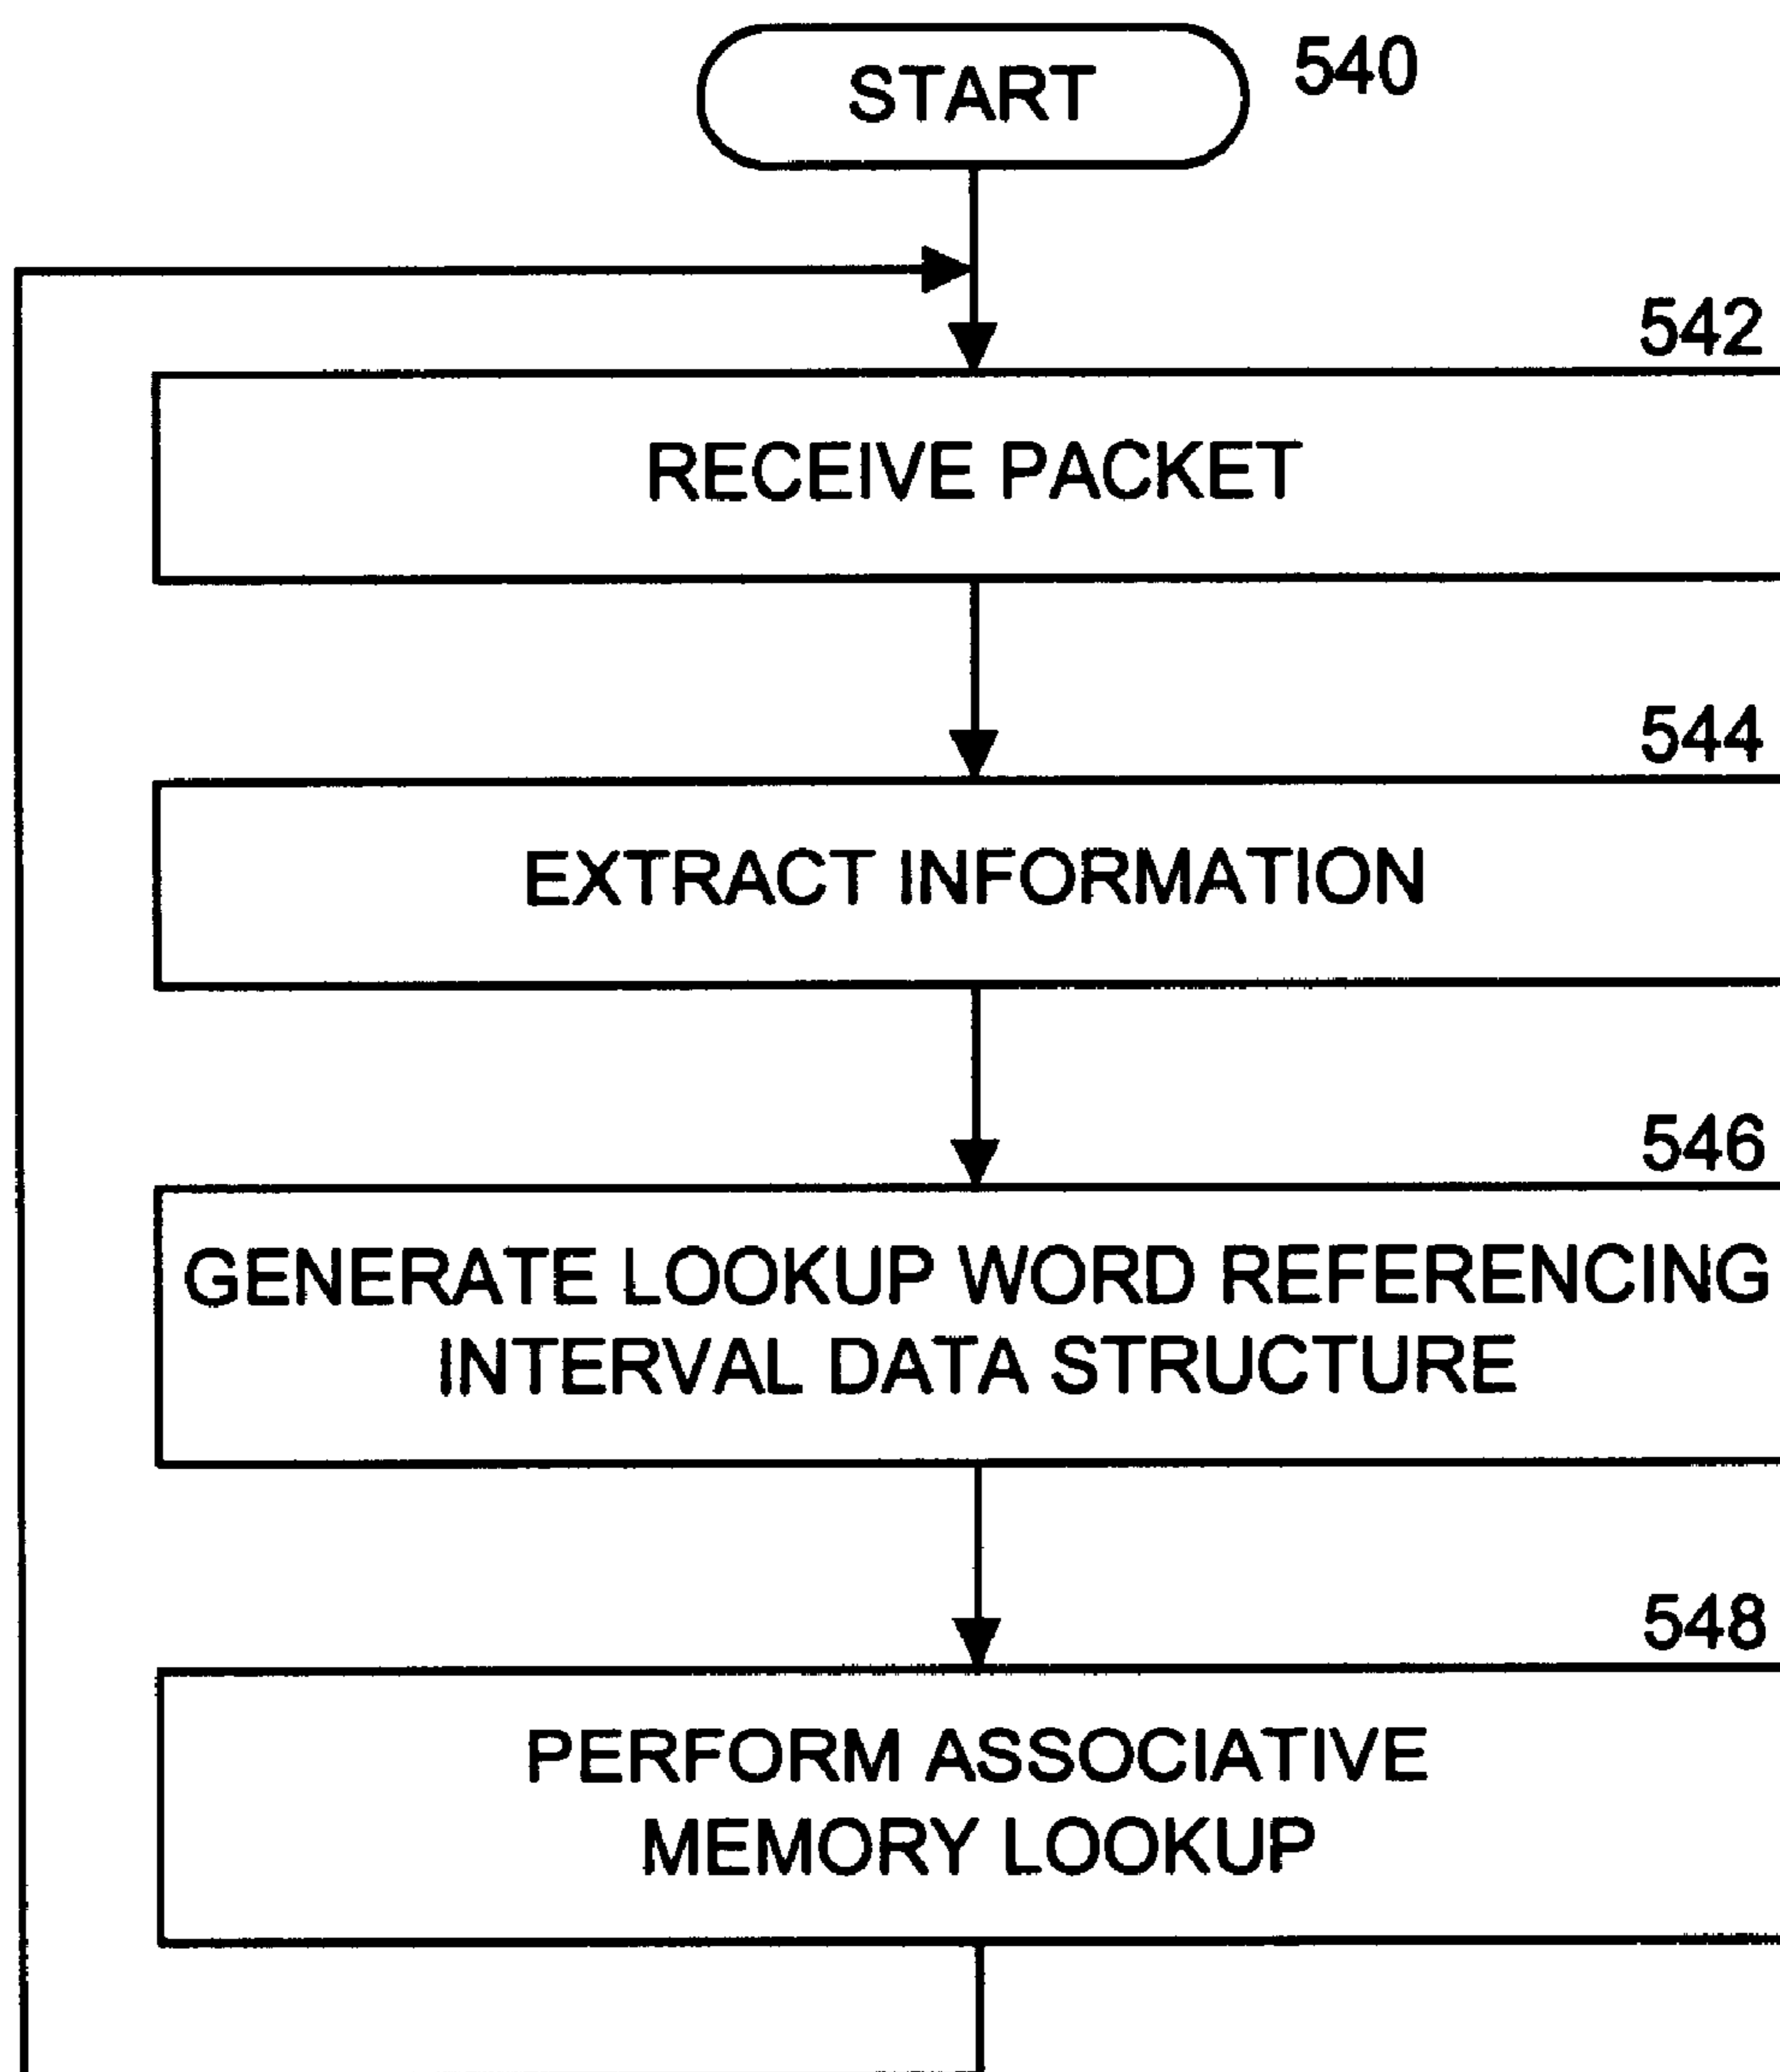 START
540
542
RECEIVE PACKET
544
EXTRACT INFORMATION
546
GENERATE LOOKUP WORD REFERENCING
INTERVAL DATA STRUCTURE
548
PERFORM ASSOCIATIVE
MEMORY LOOKUP